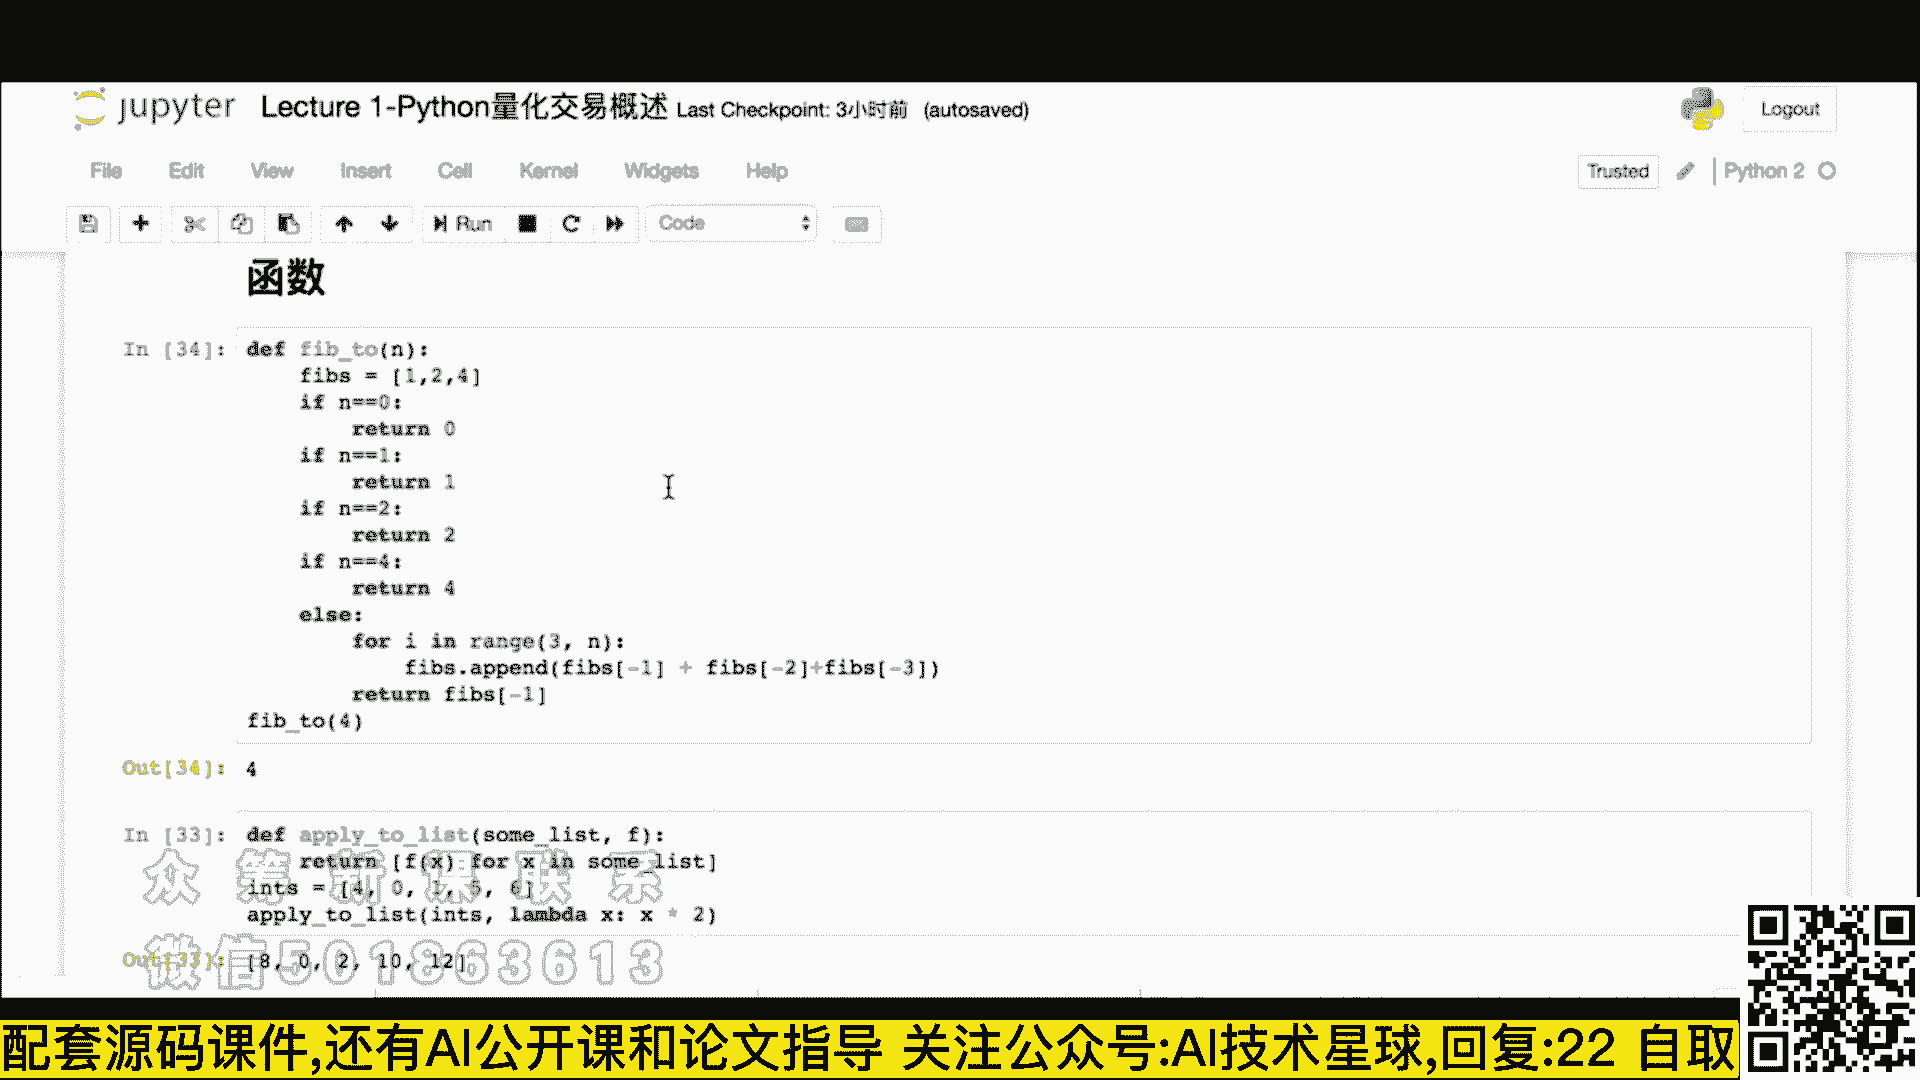 jupyter Lecture 1-Python量化交易概述 Last Checkpoint: 3小时前 (autosaved)
Logout
File Edit View Insert Cell Kernel Widgets Help
Trusted Python 2
Run Code
函数
In [34]: def fib_to(n):
    fibs = [1,2,4]
    if n==0:
        return 0
    if n==1:
        return 1
    if n==2:
        return 2
    if n==4:
        return 4
    else:
        for i in range(3, n):
            fibs.append(fibs[-1] + fibs[-2]+fibs[-3])
        return fibs[-1]
fib_to(4)
Out[34]: 4
In [33]: def apply_to_list(some_list, f):
    return [f(x) for x in some_list]
ints = [4, 0, 1, 5, 6]
apply_to_list(ints, lambda x: x * 2)
Out[33]: [8, 0, 2, 10, 12]
众筹新课联系
微信501863613
配套源码课件,还有AI公开课和论文指导 关注公众号:AI技术星球,回复:22 自取